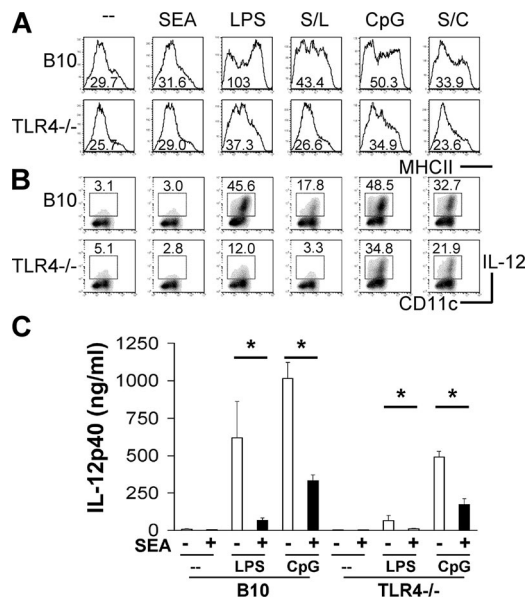 A -- SEA LPS S/L CpG S/C
B10 29.7 31.6 103 43.4 50.3 33.9
TLR4-/- 25.7 29.0 37.3 26.6 34.9 23.6
MHCII
B 3.1 3.0 45.6 17.8 48.5 32.7
B10
5.1 2.8 12.0 3.3 34.8 21.9
TLR4-/- IL-12
CD11c
C
IL-12p40 (ng/ml)
1250
1000
750
500
250
0
* * * *
SEA - + - + - + - + - + - +
-- LPS CpG -- LPS CpG
B10 TLR4-/-